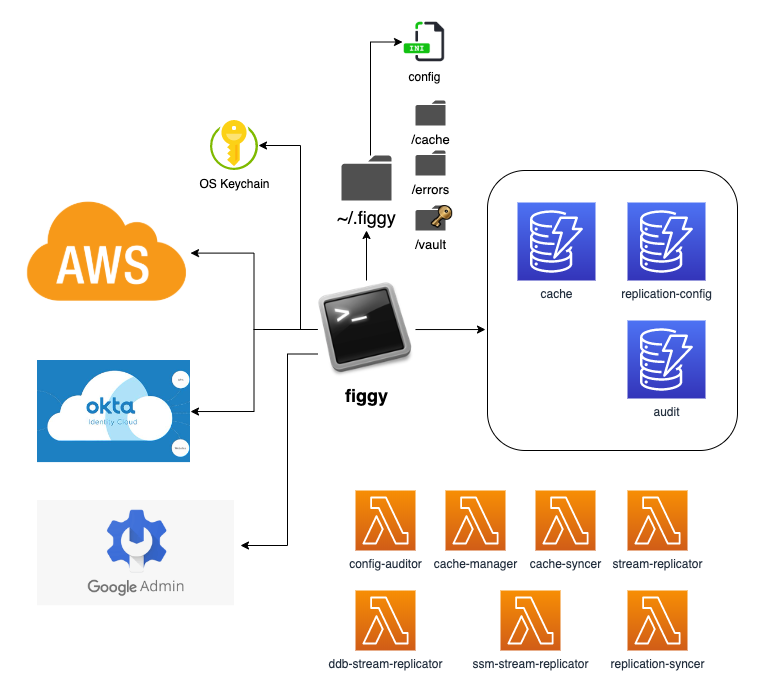 INI
config
/cache
OS Keychain
/errors
~/.figgy
/vault
AWS
cache
replication-config
>_
figgy
audit
okta
Identity Cloud
Google Admin
config-auditor
cache-manager
cache-syncer
stream-replicator
ddb-stream-replicator
ssm-stream-replicator
replication-syncer